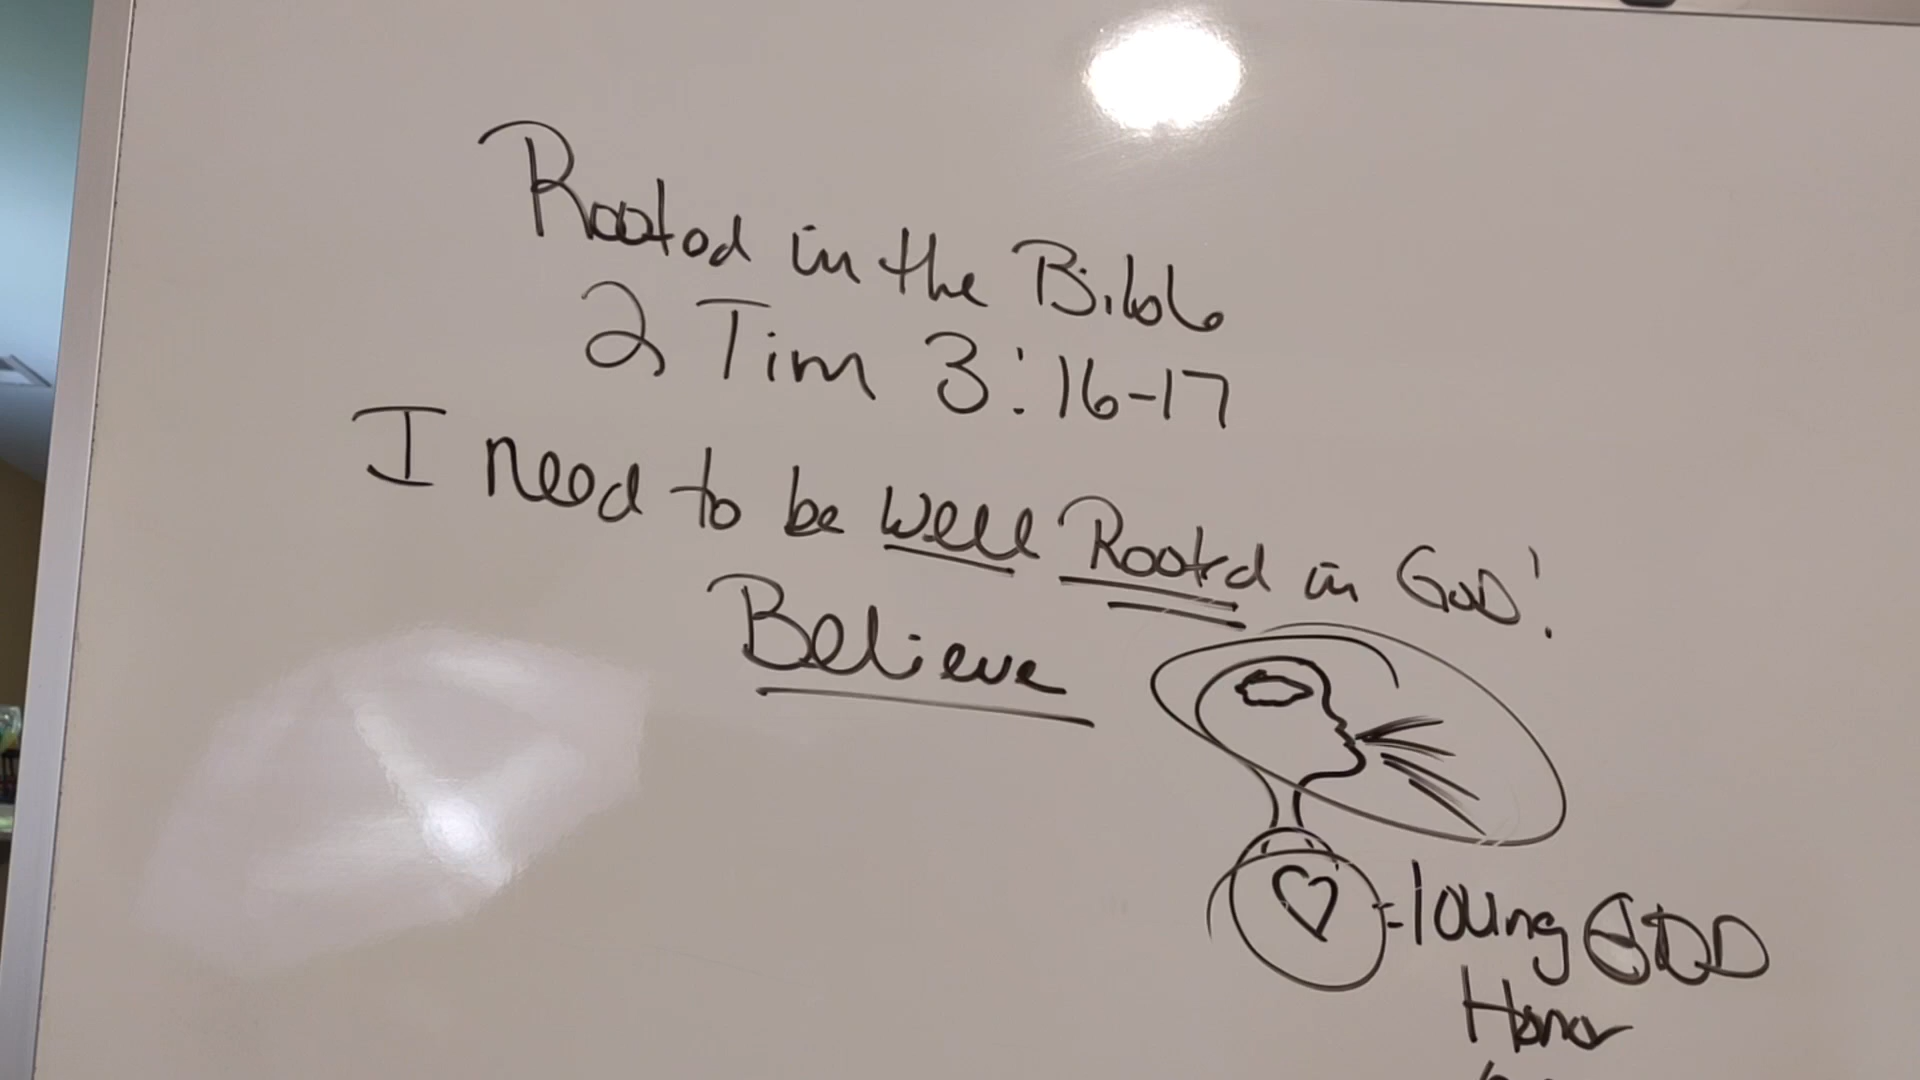 Rooted in the Bible
2 Tim 3:16-17
I need to be well Rooted in GOD!
Believe
=loving GOD
Honor